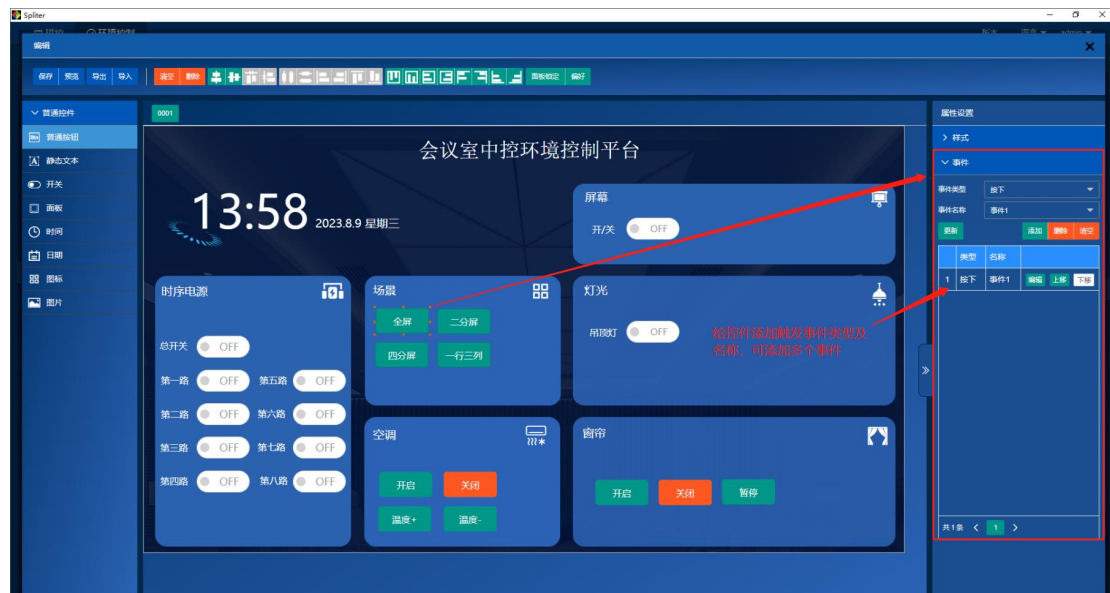 Spliter
环境控制
编辑
保存 预览 导出 导入 清空 删除 面板锁定 偏好
普通控件
普通按钮
静态文本
开关
面板
时间
日期
图标
图片
0001
会议室中控环境控制平台
13:58 2023.8.9 星期三
屏幕
开/关 OFF
时序电源
总开关 OFF
第一路 OFF 第五路 OFF
第二路 OFF 第六路 OFF
第三路 OFF 第七路 OFF
第四路 OFF 第八路 OFF
场景
全屏 二分屏
四分屏 一行三列
灯光
吊顶灯 OFF
给控件添加触发事件类型及
名称，可添加多个事件
空调
开启 关闭
温度+ 温度-
窗帘
开启 关闭 暂停
属性设置
样式
事件
事件类型 按下
事件名称 事件1
更新 添加 删除 清空
类型 名称
1 按下 事件1 编辑 上移 下移
共1条 1